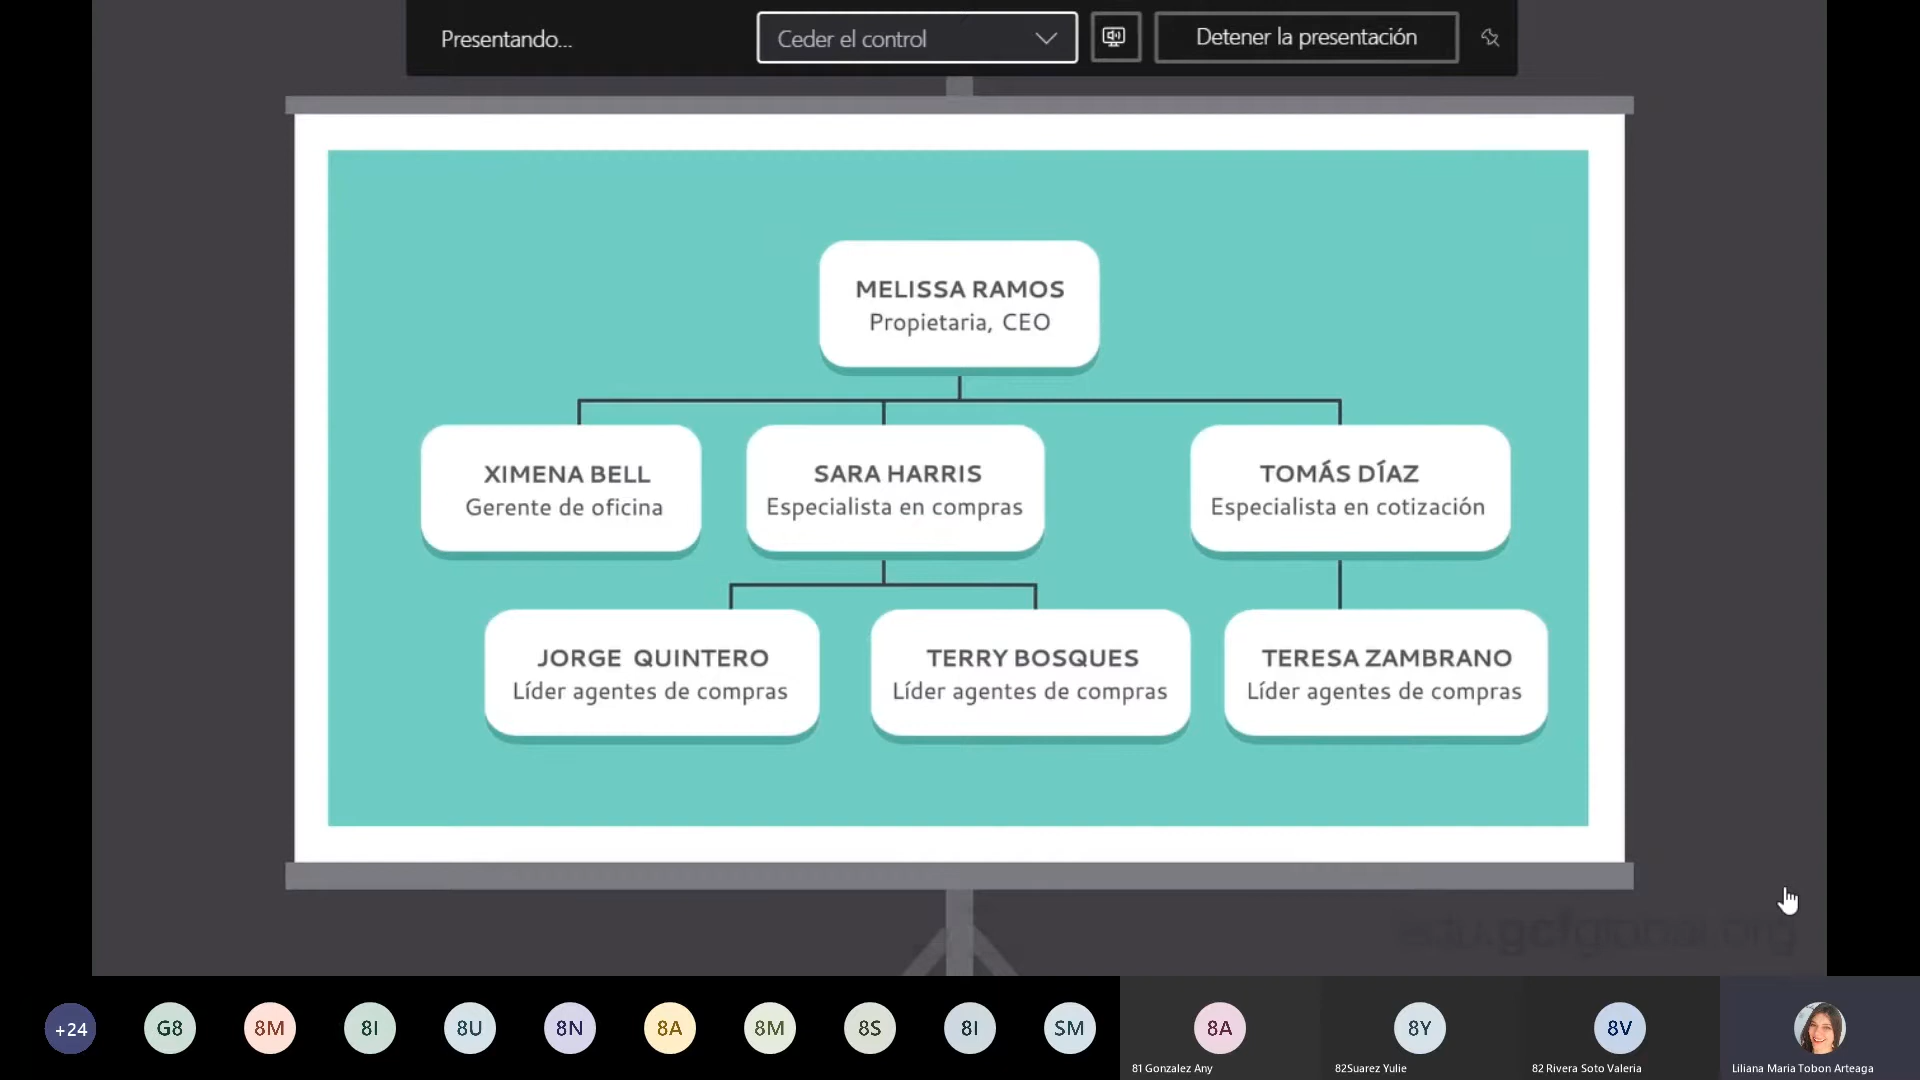 Presentando...
Ceder el control
Detener la presentación
MELISSA RAMOS
Propietaria, CEO
XIMENA BELL
Gerente de oficina
SARA HARRIS
Especialista en compras
TOMÁS DÍAZ
Especialista en cotización
JORGE QUINTERO
Líder agentes de compras
TERRY BOSQUES
Líder agentes de compras
TERESA ZAMBRANO
Líder agentes de compras
+24
G8
8M
8I
8U
8N
8A
8M
8S
8I
SM
8A
81 Gonzalez Any
8Y
82Suarez Yulie
8V
82 Rivera Soto Valeria
Liliana Maria Tobon Arteaga